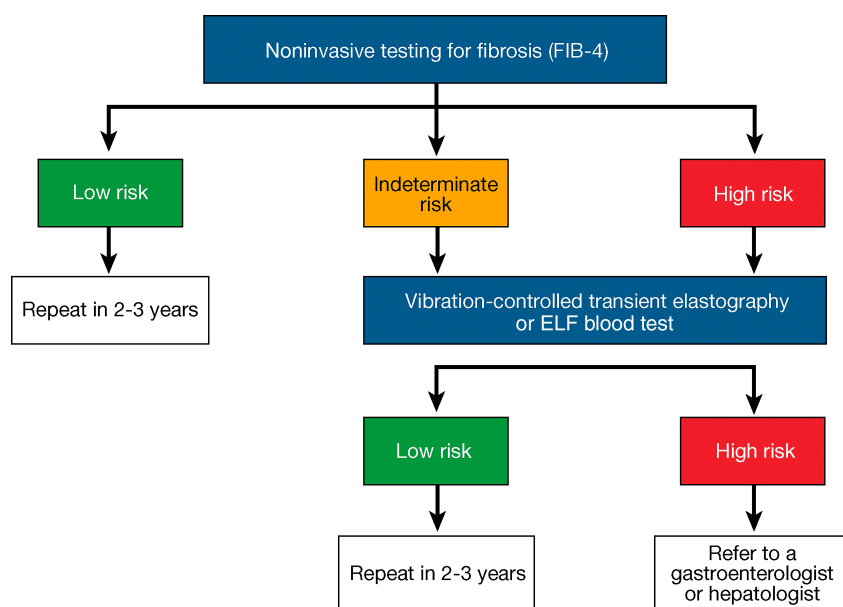 Noninvasive testing for fibrosis (FIB-4)
Low risk
Indeterminate
risk
High risk
Repeat in 2-3 years
Vibration-controlled transient elastography
or ELF blood test
Low risk
High risk
Repeat in 2-3 years
Refer to a
gastroenterologist
or hepatologist